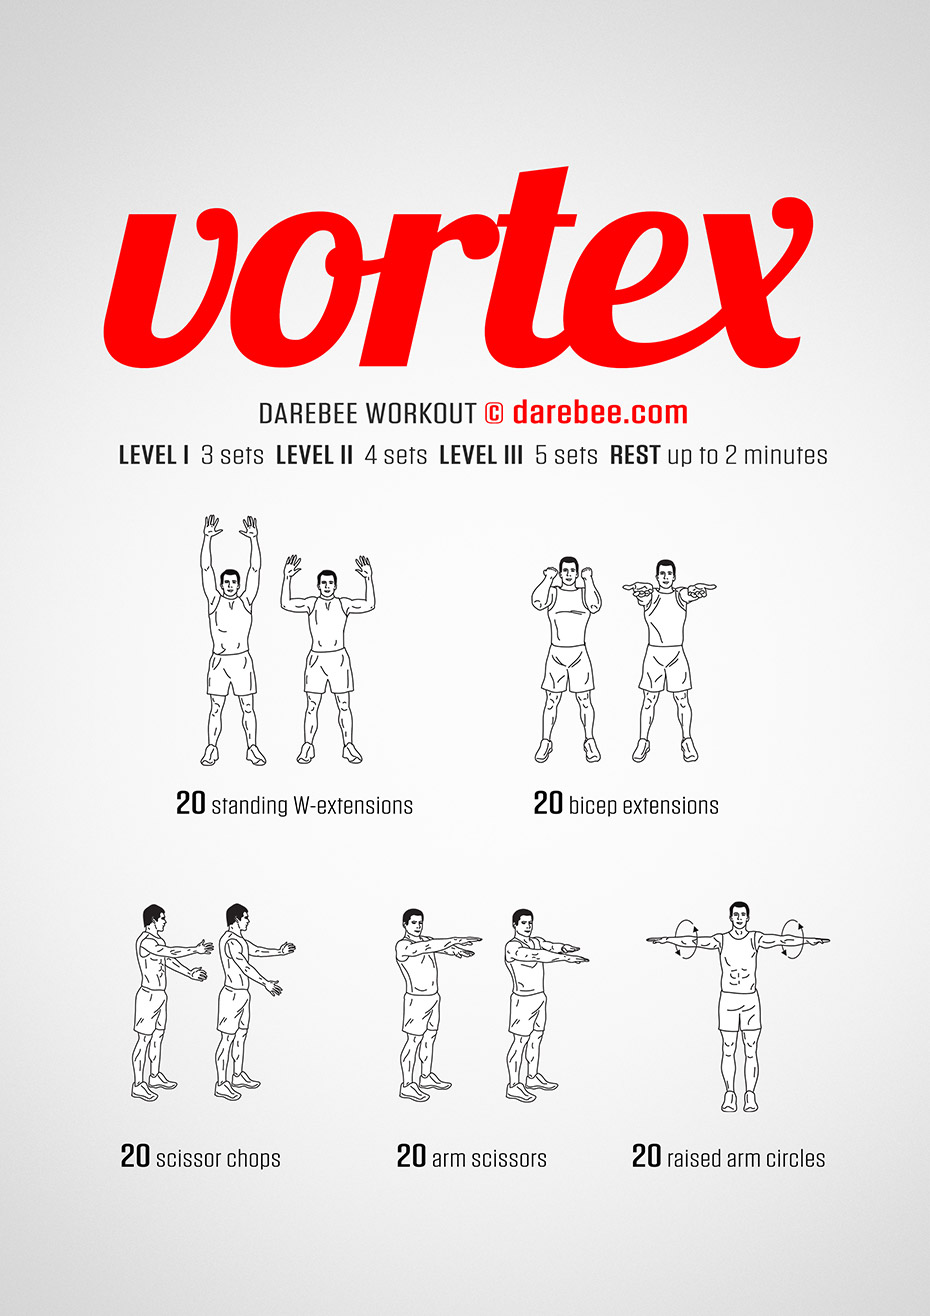 vortex
DAREBEE WORKOUT © darebee.com
LEVEL I 3 sets LEVEL II 4 sets LEVEL III 5 sets REST up to 2 minutes
20 standing W-extensions
20 bicep extensions
20 scissor chops
20 arm scissors
20 raised arm circles